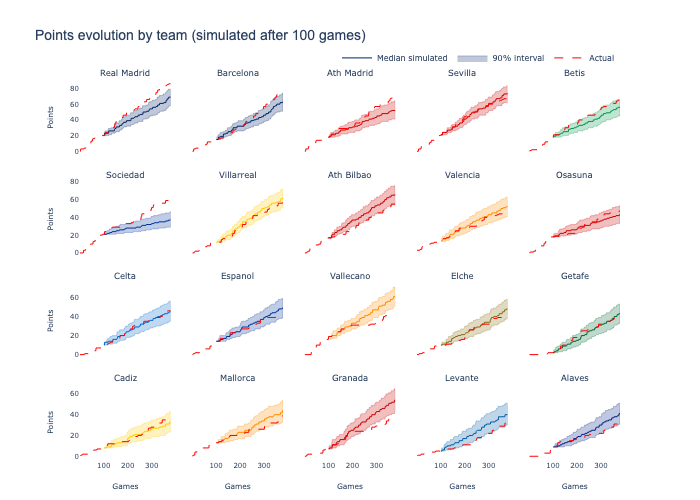 Points evolution by team (simulated after 100 games)
Median simulated 90% interval Actual
Real Madrid Barcelona Ath Madrid Sevilla Betis
80
60
40
20
0
Points
Sociedad Villarreal Ath Bilbao Valencia Osasuna
80
60
40
20
0
Points
Celta Espanol Vallecano Elche Getafe
60
40
20
0
Points
Cadiz Mallorca Granada Levante Alaves
60
40
20
0
Points
100 200 300 100 200 300 100 200 300 100 200 300 100 200 300
Games Games Games Games Games